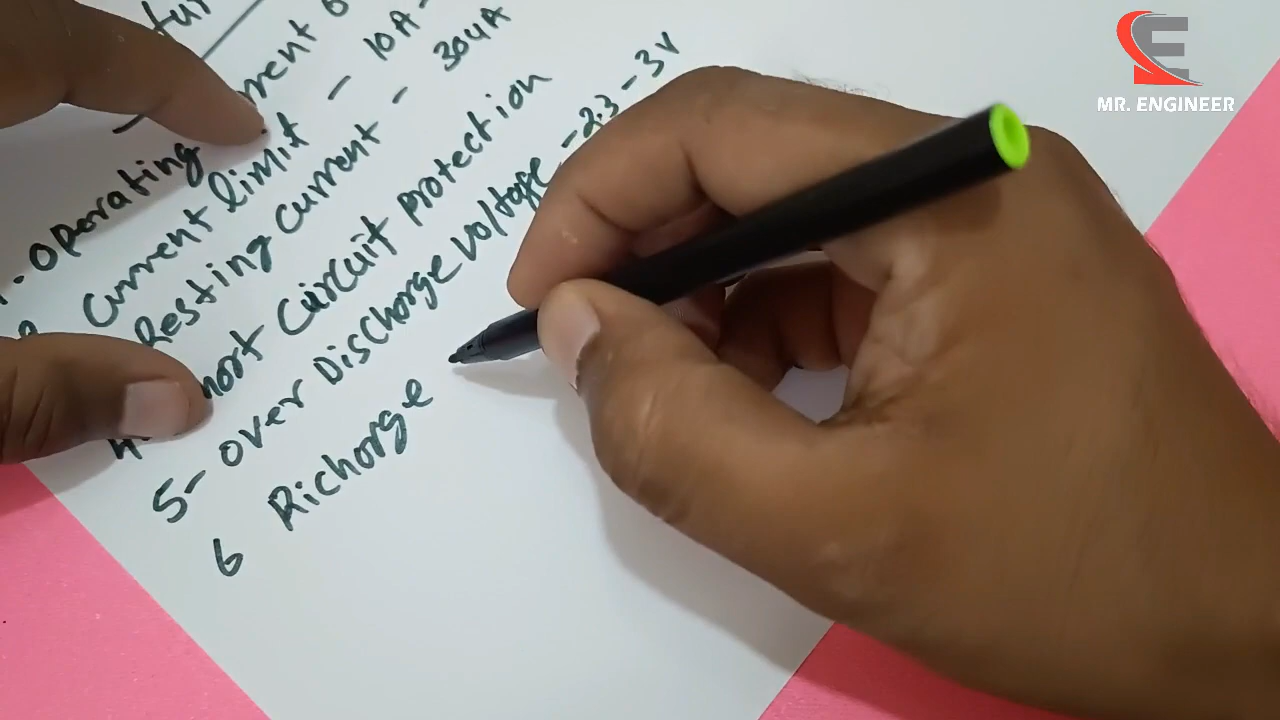 1. Operating
Current limit - 10A -
Resting Current - 30uA
Short Circuit protection
5- over Discharge voltage - 2.3 - 3V
6 Richarge
MR. ENGINEER